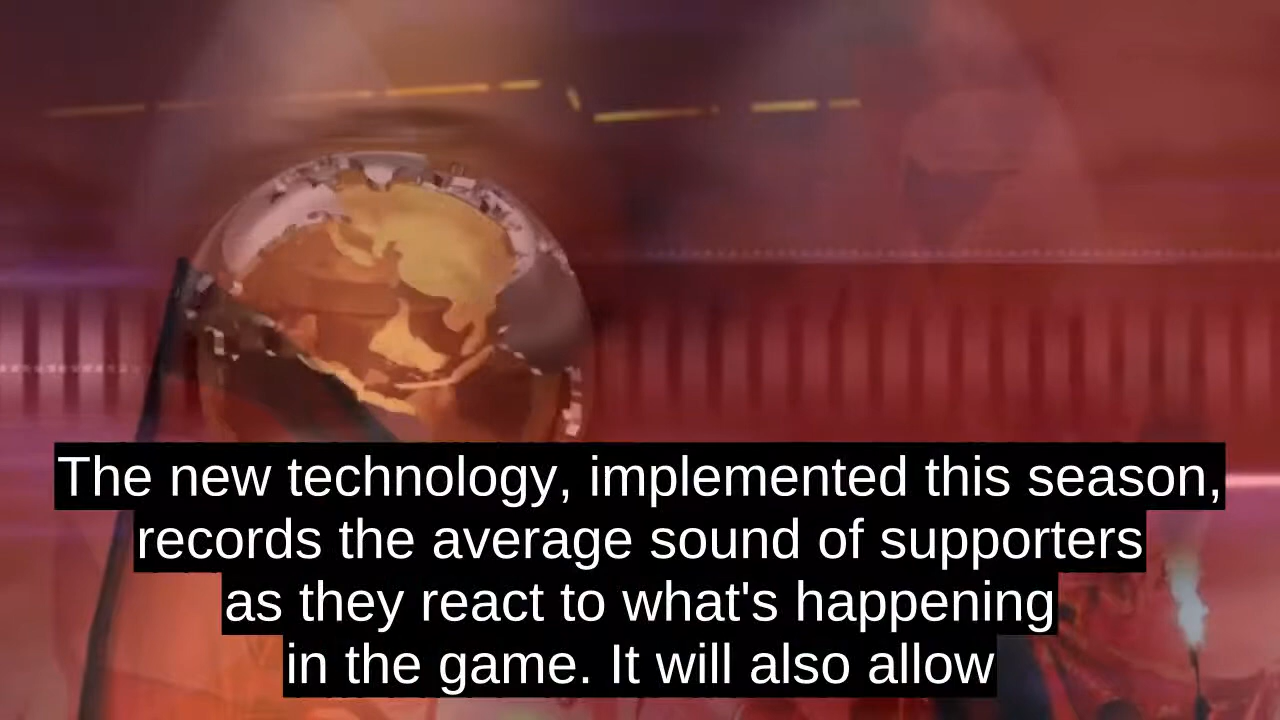 The new technology, implemented this season,
records the average sound of supporters
as they react to what's happening
in the game. It will also allow